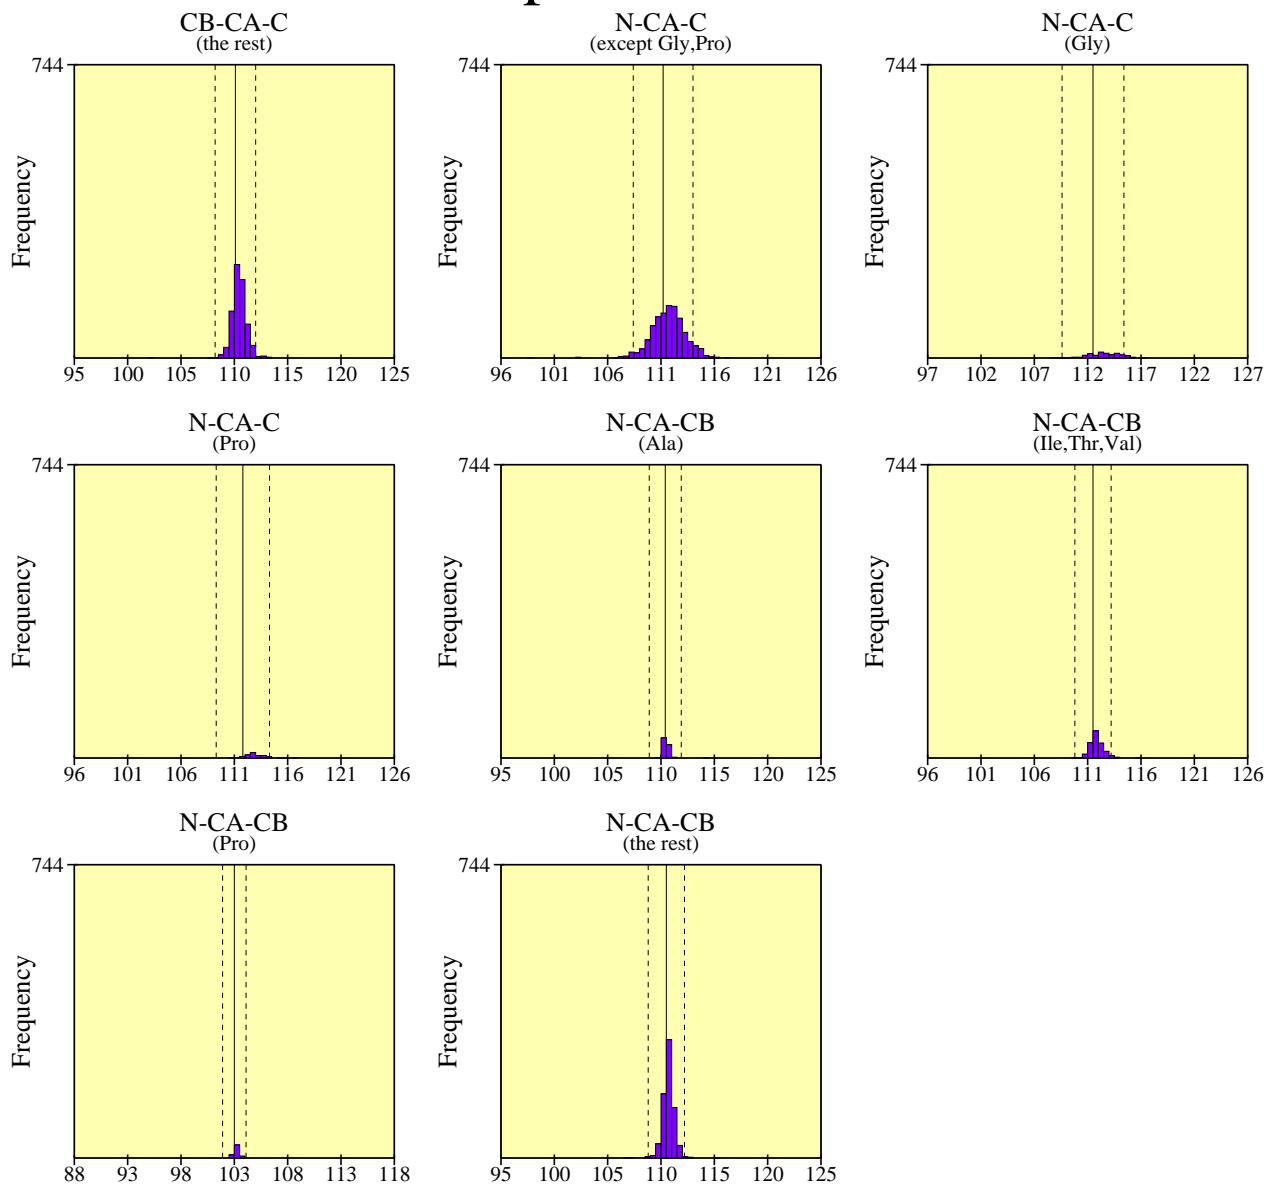 CB-CA-C N-CA-C N-CA-C
(the rest) (except Gly,Pro) (Gly)
744 744 744
Frequency Frequency Frequency
95 100 105 110 115 120 125 96 101 106 111 116 121 126 97 102 107 112 117 122 127
N-CA-C N-CA-CB N-CA-CB
(Pro) (Ala) (Ile,Thr,Val)
744 744 744
Frequency Frequency Frequency
96 101 106 111 116 121 126 95 100 105 110 115 120 125 96 101 106 111 116 121 126
N-CA-CB N-CA-CB
(Pro) (the rest)
744 744
Frequency Frequency
88 93 98 103 108 113 118 95 100 105 110 115 120 125